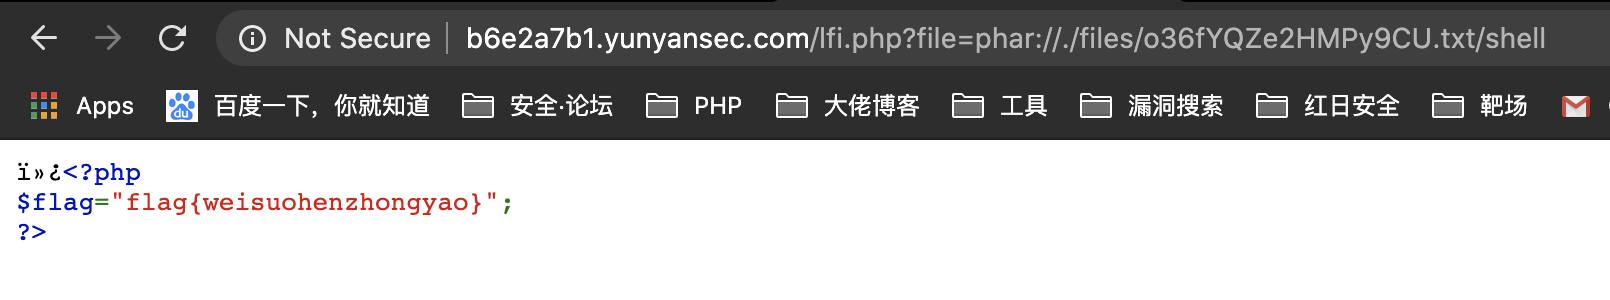 Not Secure b6e2a7b1.yunyansec.com/lfi.php?file=phar://./files/o36fYQZe2HMPy9CU.txt/shell
Apps 百度一下，你就知道 安全·论坛 PHP 大佬博客 工具 漏洞搜索 红日安全 靶场
ï»¿<?php
$flag="flag{weisuohenzhongyao}";
?>